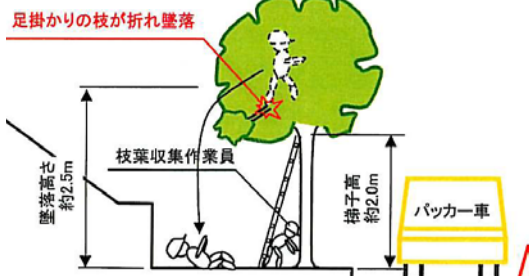 足掛かりの枝が折れ墜落
枝葉収集作業員
墜落高さ
約2.5m
梯子高
約2.0m
パッカー車